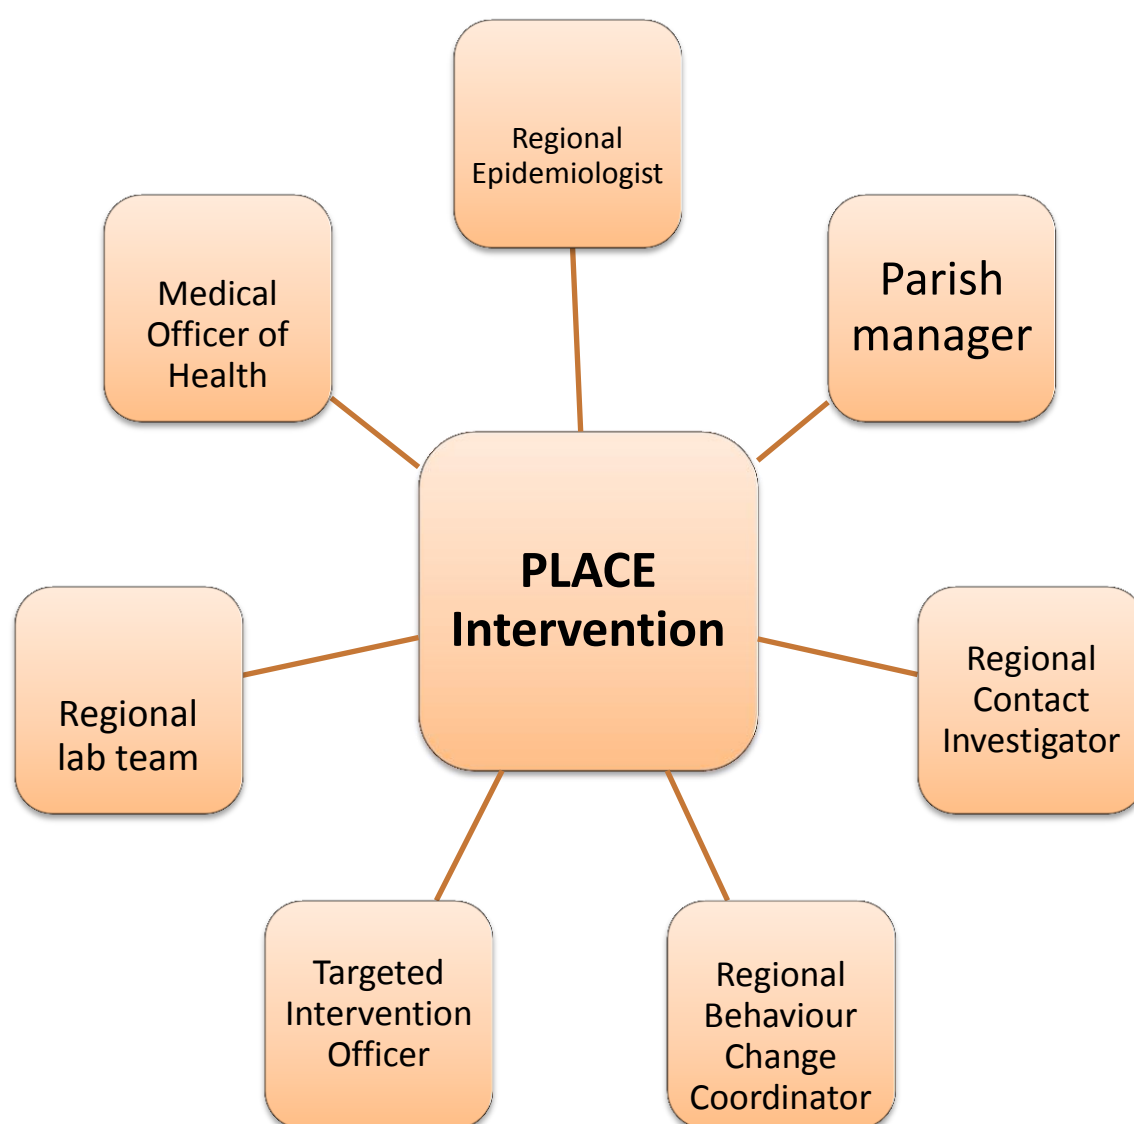 Regional
Epidemiologist
Parish
manager
Medical
Officer of
Health
PLACE
Intervention
Regional
Contact
Investigator
Regional
lab team
Targeted
Intervention
Officer
Regional
Behaviour
Change
Coordinator